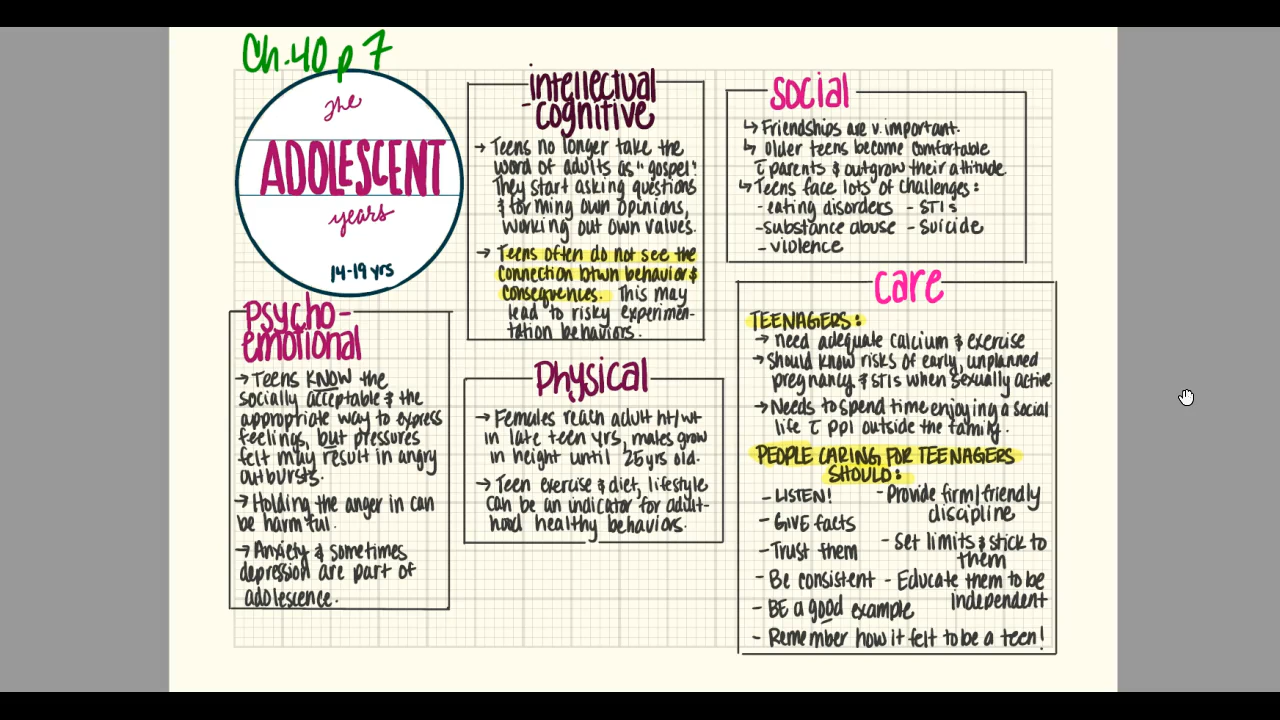 Ch.40 p 7
The
ADOLESCENT
years
14-19 yrs
Psycho-
emotional
→ Teens KNOW the
socially acceptable & the
appropriate way to express
feelings, but pressures
felt may result in angry
outbursts.
→ Holding the anger in can
be harmful.
→ Anxiety & sometimes
depression are part of
adolescence.
intellectual
-cognitive
→ Teens no longer take the
word of adults as "gospel".
They start asking questions
& forming own opinions,
working out own values.
→ Teens often do not see the
connection btwn behavior &
consequences. This may
lead to risky experimen-
tation behaviors.
Physical
→ Females reach adult ht/wt
in late teen yrs, males grow
in height until 25 yrs old.
→ Teen exercise & diet, lifestyle
can be an indicator for adult-
hood healthy behaviors.
social
↳ Friendships are v. important.
↳ older teens become comfortable
c̄ parents & outgrow their attitude.
↳ Teens face lots of challenges:
- eating disorders - STIs
- substance abuse - suicide
- violence
care
TEENAGERS:
→ need adequate calcium & exercise
→ Should know risks of early, unplanned
pregnancy & STIs when sexually active
→ Needs to spend time enjoying a social
life c̄ ppl outside the family.
PEOPLE CARING FOR TEENAGERS
SHOULD:
- LISTEN! - Provide firm/friendly
discipline
- GIVE facts
- Trust them - Set limits & stick to
them
- Be consistent - Educate them to be
independent
- BE a good example
- Remember how it felt to be a teen!